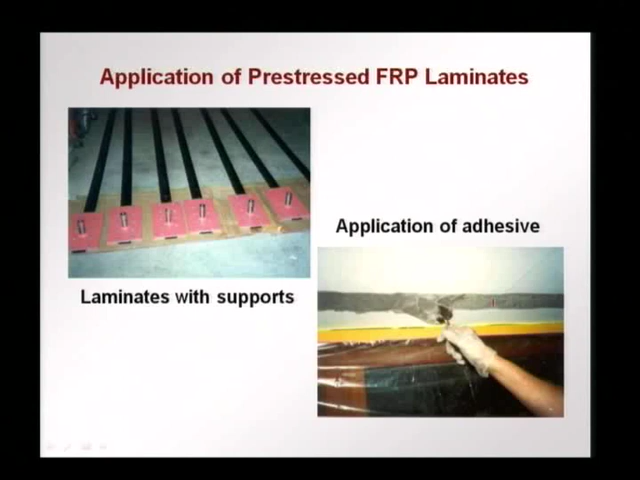 Application of Prestressed FRP Laminates
Application of adhesive
Laminates with supports